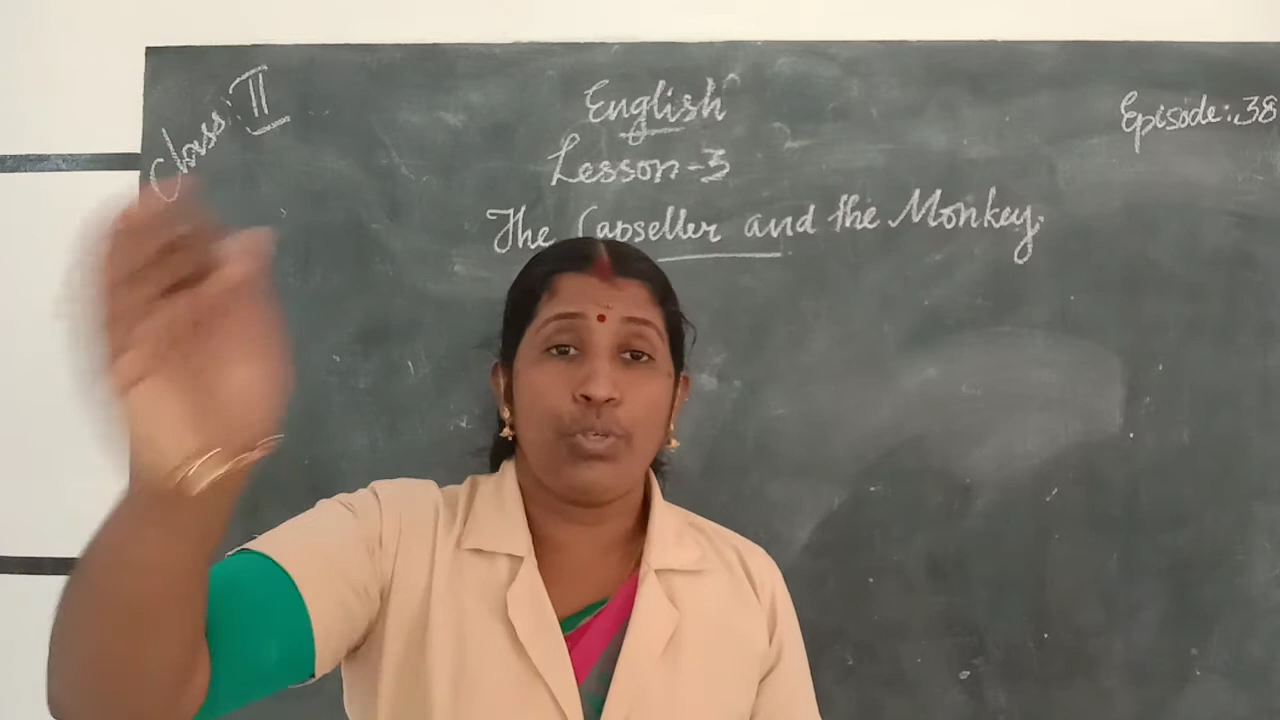 Class: II
English
Episode: 38
Lesson-3
The Capseller and the Monkey.